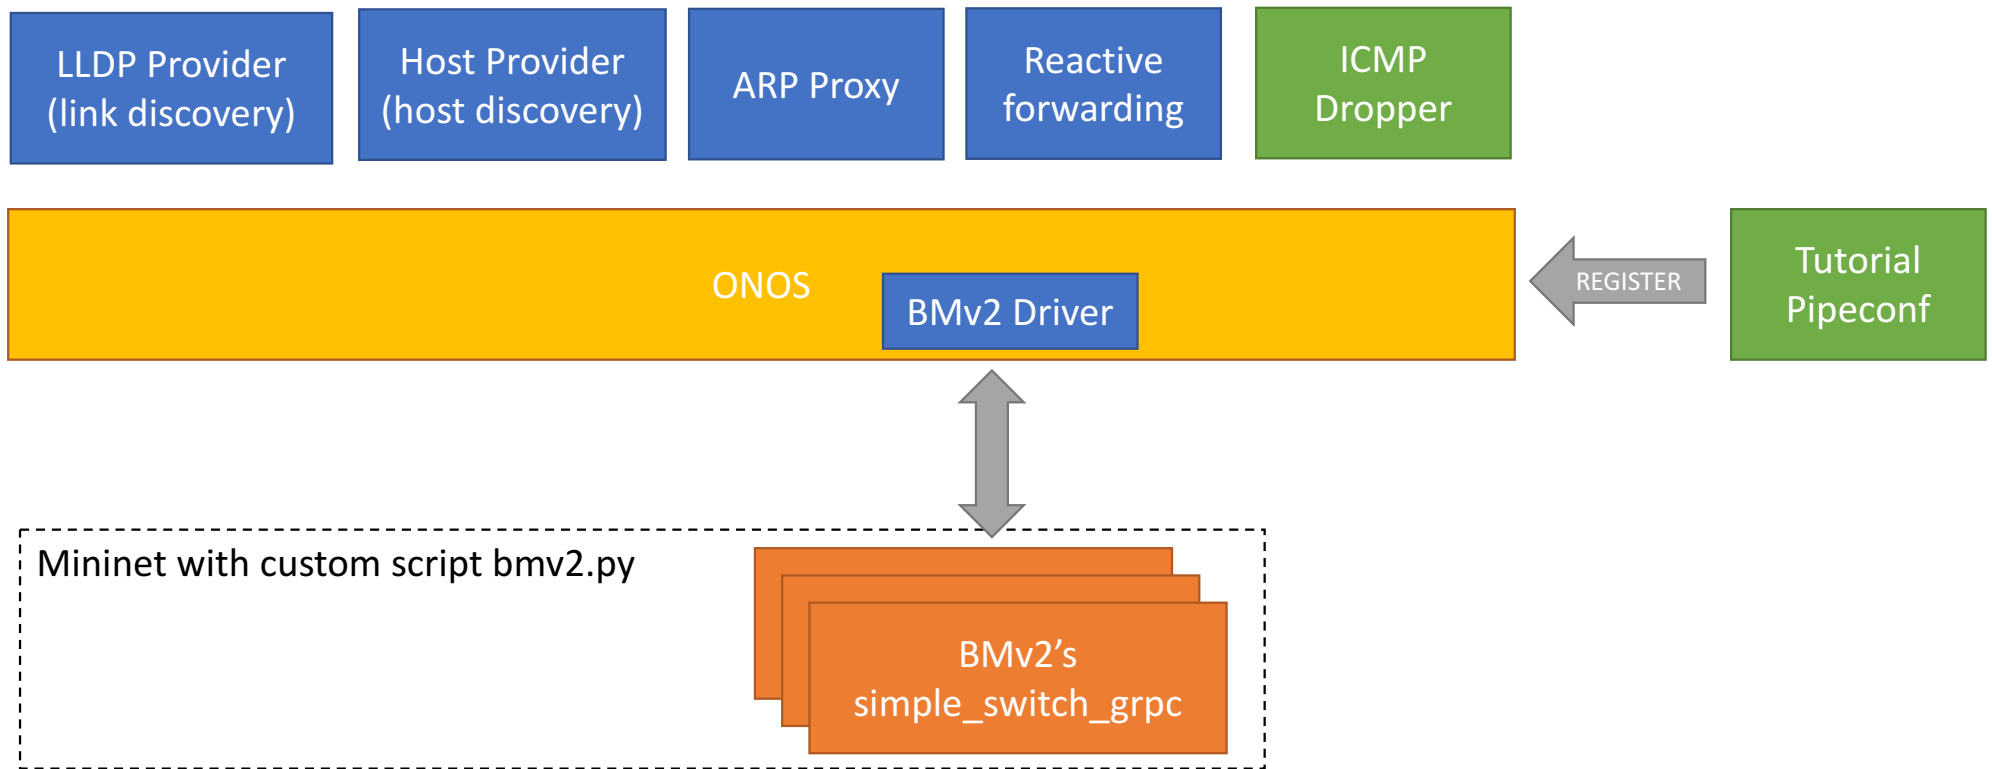 LLDP Provider
(link discovery)
Host Provider
(host discovery)
ARP Proxy
Reactive
forwarding
ICMP
Dropper
ONOS
BMv2 Driver
REGISTER
Tutorial
Pipeconf
Mininet with custom script bmv2.py
BMv2’s
simple_switch_grpc